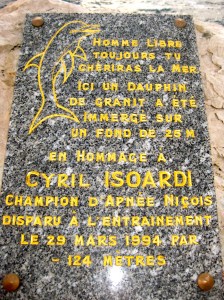 HOMME LIBRE
TOUJOURS TU
CHÉRIRAS LA MER
ICI UN DAUPHIN
DE GRANIT A ÉTÉ
IMMERGÉ SUR
UN FOND DE 25 M
EN HOMMAGE À
CYRIL ISOARDI
CHAMPION D'APNÉE, NIÇOIS
DISPARU À L'ENTRAINEMENT
LE 29 MARS 1994 PAR
- 124 MÈTRES